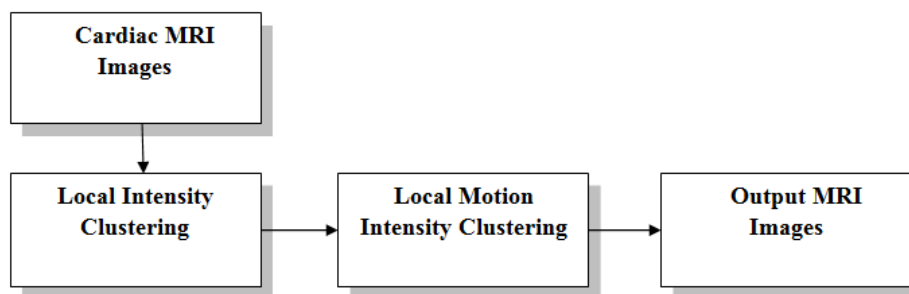 Cardiac MRI
Images
Local Intensity
Clustering
Local Motion
Intensity Clustering
Output MRI
Images